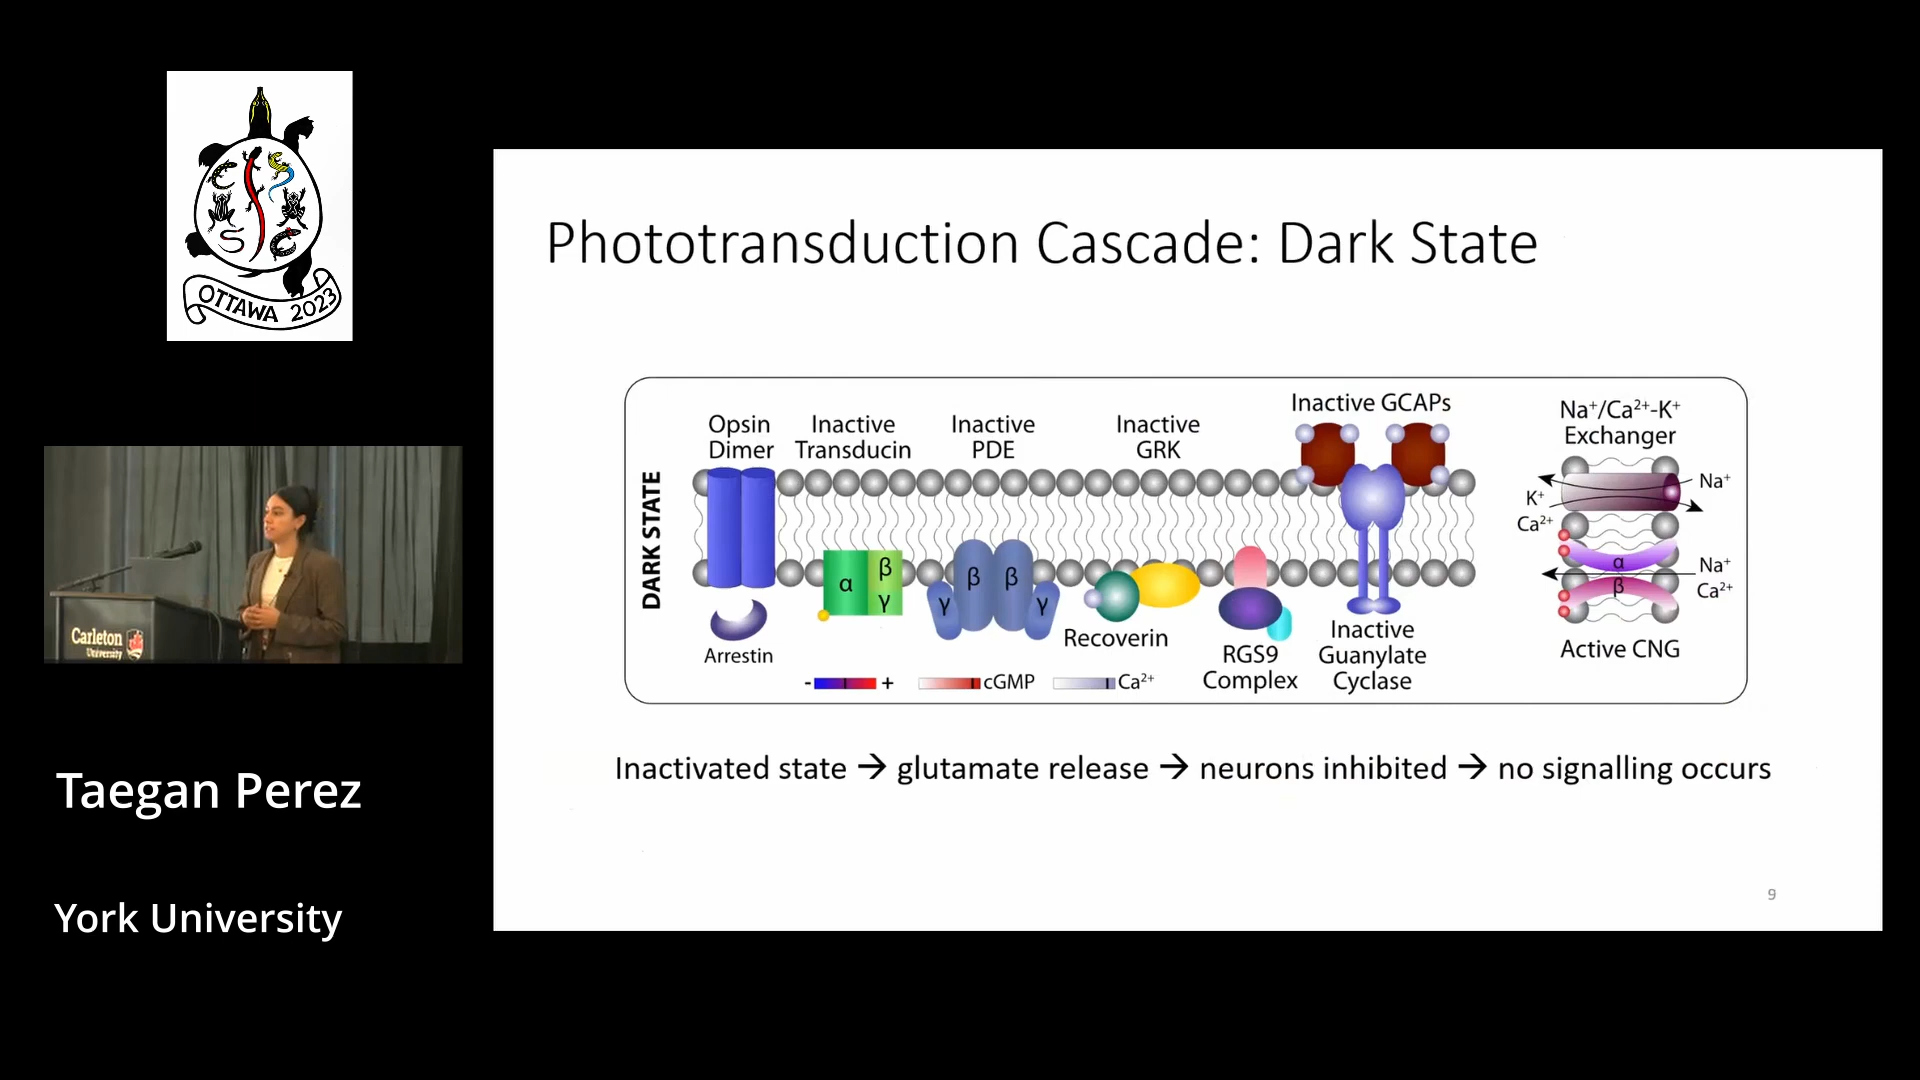 OTTAWA 2023
Carleton
University
Taegan Perez
York University
Phototransduction Cascade: Dark State
DARK STATE
Opsin
Dimer
Inactive
Transducin
Inactive
PDE
Inactive
GRK
Inactive GCAPs
Na⁺/Ca²⁺-K⁺
Exchanger
Na⁺
K⁺
Ca²⁺
α
β
γ
β
β
γ
γ
α
β
Na⁺
Ca²⁺
Arrestin
Recoverin
RGS9
Complex
Inactive
Guanylate
Cyclase
Active CNG
- +
cGMP
Ca²⁺
Inactivated state → glutamate release → neurons inhibited → no signalling occurs
9